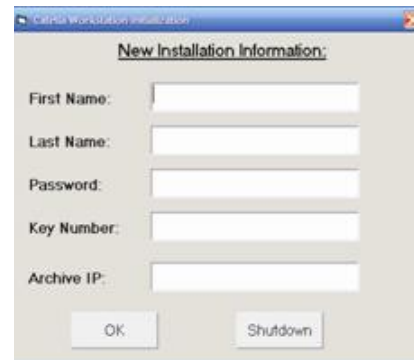 Workstation Initialization
New Installation Information:
First Name:
Last Name:
Password:
Key Number:
Archive IP:
OK
Shutdown